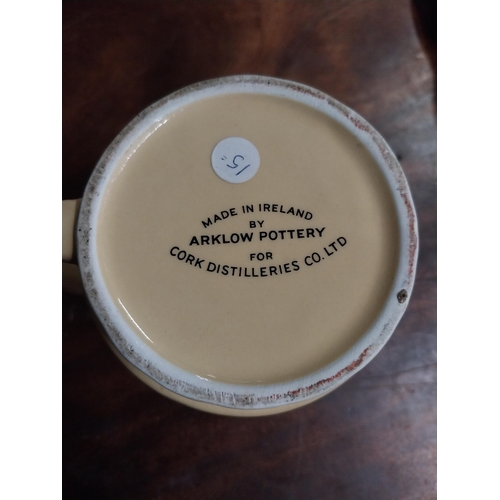 15
MADE IN IRELAND
BY
ARKLOW POTTERY
FOR
CORK DISTILLERIES CO. LTD